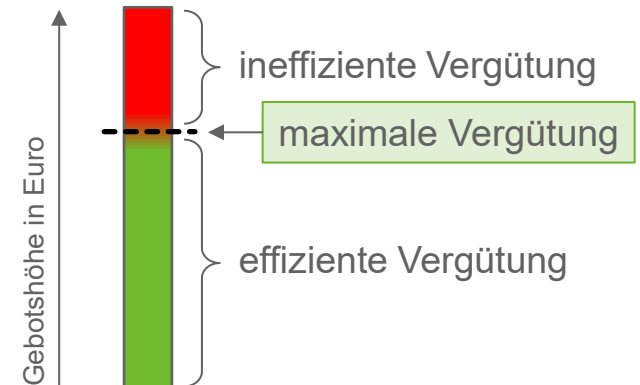 ineffiziente Vergütung
maximale Vergütung
effiziente Vergütung
Gebotshöhe in Euro